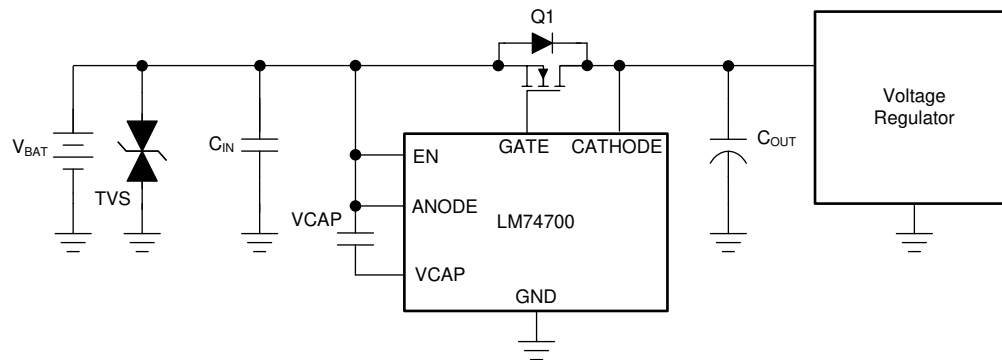 Q1
Voltage
Regulator
VBAT
TVS
CIN
EN
GATE
CATHODE
COUT
ANODE
VCAP
LM74700
VCAP
GND